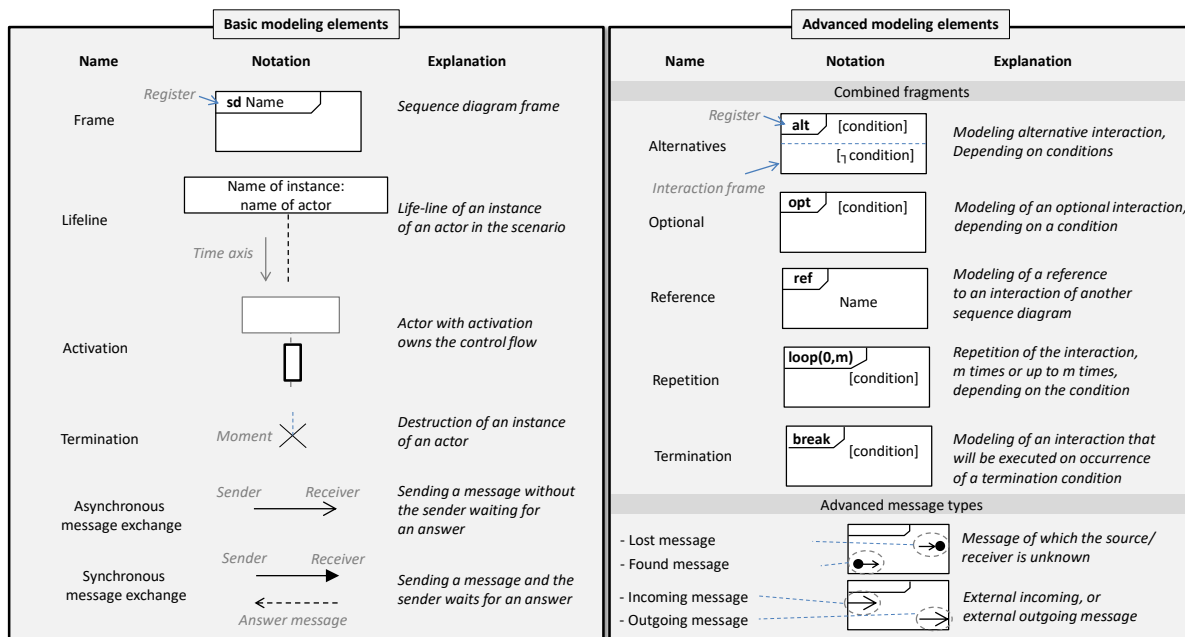 Basic modeling elements
Name Notation Explanation
Register
sd Name
Frame
Sequence diagram frame
Name of instance:
name of actor
Lifeline
Life-line of an instance
of an actor in the scenario
Time axis
Activation
Actor with activation
owns the control flow
Termination
Moment
Destruction of an instance
of an actor
Asynchronous
message exchange
Sender Receiver
Sending a message without
the sender waiting for
an answer
Synchronous
message exchange
Sender Receiver
Answer message
Sending a message and the
sender waits for an answer
Advanced modeling elements
Name Notation Explanation
Combined fragments
Register
Alternatives
alt [condition]
[┐condition]
Interaction frame
Modeling alternative interaction,
Depending on conditions
Optional
opt [condition]
Modeling of an optional interaction,
depending on a condition
Reference
ref
Name
Modeling of a reference
to an interaction of another
sequence diagram
Repetition
loop(0,m)
[condition]
Repetition of the interaction,
m times or up to m times,
depending on the condition
Termination
break
[condition]
Modeling of an interaction that
will be executed on occurrence
of a termination condition
Advanced message types
- Lost message
- Found message
Message of which the source/
receiver is unknown
- Incoming message
- Outgoing message
External incoming, or
external outgoing message